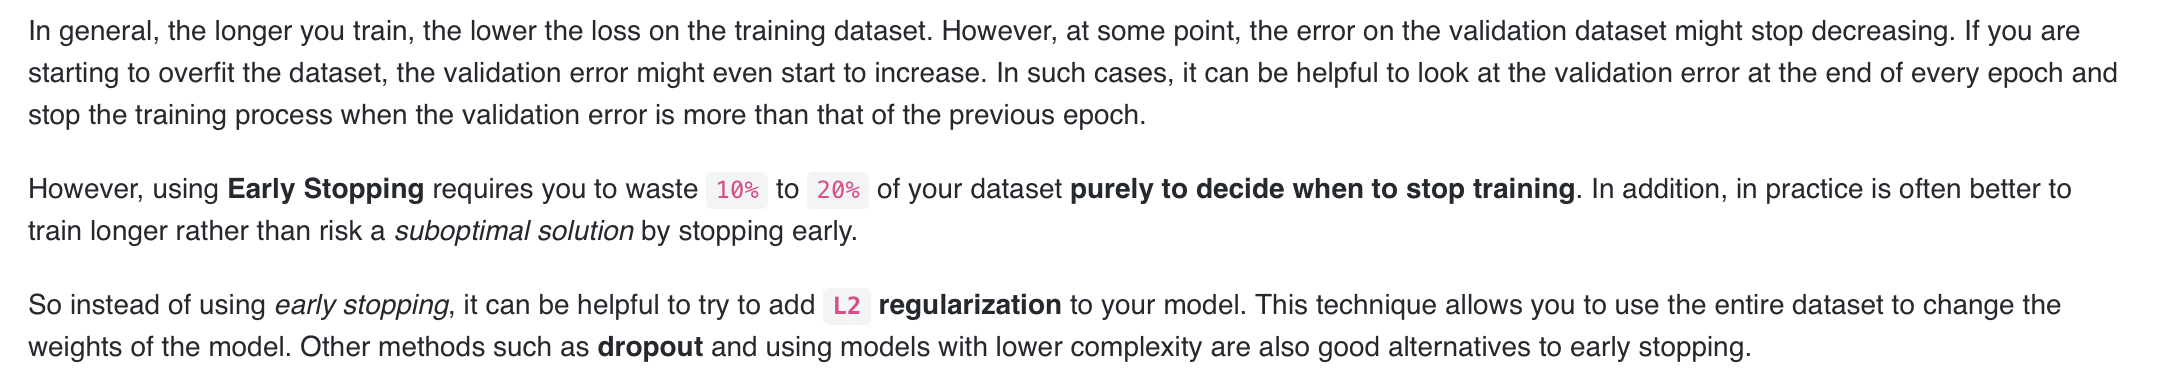 In general, the longer you train, the lower the loss on the training dataset. However, at some point, the error on the validation dataset might stop decreasing. If you are
starting to overfit the dataset, the validation error might even start to increase. In such cases, it can be helpful to look at the validation error at the end of every epoch and
stop the training process when the validation error is more than that of the previous epoch.
However, using Early Stopping requires you to waste 10% to 20% of your dataset purely to decide when to stop training. In addition, in practice is often better to
train longer rather than risk a suboptimal solution by stopping early.
So instead of using early stopping, it can be helpful to try to add L2 regularization to your model. This technique allows you to use the entire dataset to change the
weights of the model. Other methods such as dropout and using models with lower complexity are also good alternatives to early stopping.